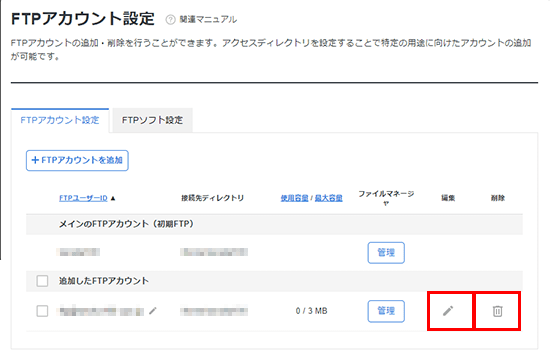 FTPアカウント設定 ? 関連マニュアル
FTPアカウントの追加・削除を行うことができます。アクセスディレクトリを設定することで特定の用途に向けたアカウントの追加
が可能です。
FTPアカウント設定 FTPソフト設定
+FTPアカウントを追加
FTPユーザーID ▲ 接続先ディレクトリ 使用容量 / 最大容量 ファイルマネージ
ャ 編集 削除
メインのFTPアカウント（初期FTP）
管理
追加したFTPアカウント
0 / 3 MB 管理